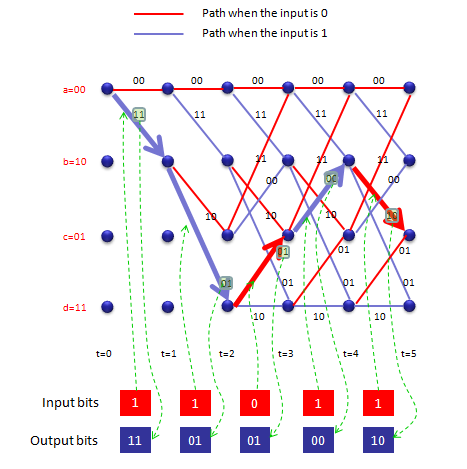 Path when the input is 0
Path when the input is 1
00 00 00 00 00
a=00
11 11 11 11 11
b=10 11 11 11
00 00 00
10 10 10 10
c=01
01 01 01
01 01 01
d=11
10 10 10
t=0 t=1 t=2 t=3 t=4 t=5
Input bits 1 1 0 1 1
Output bits 11 01 01 00 10